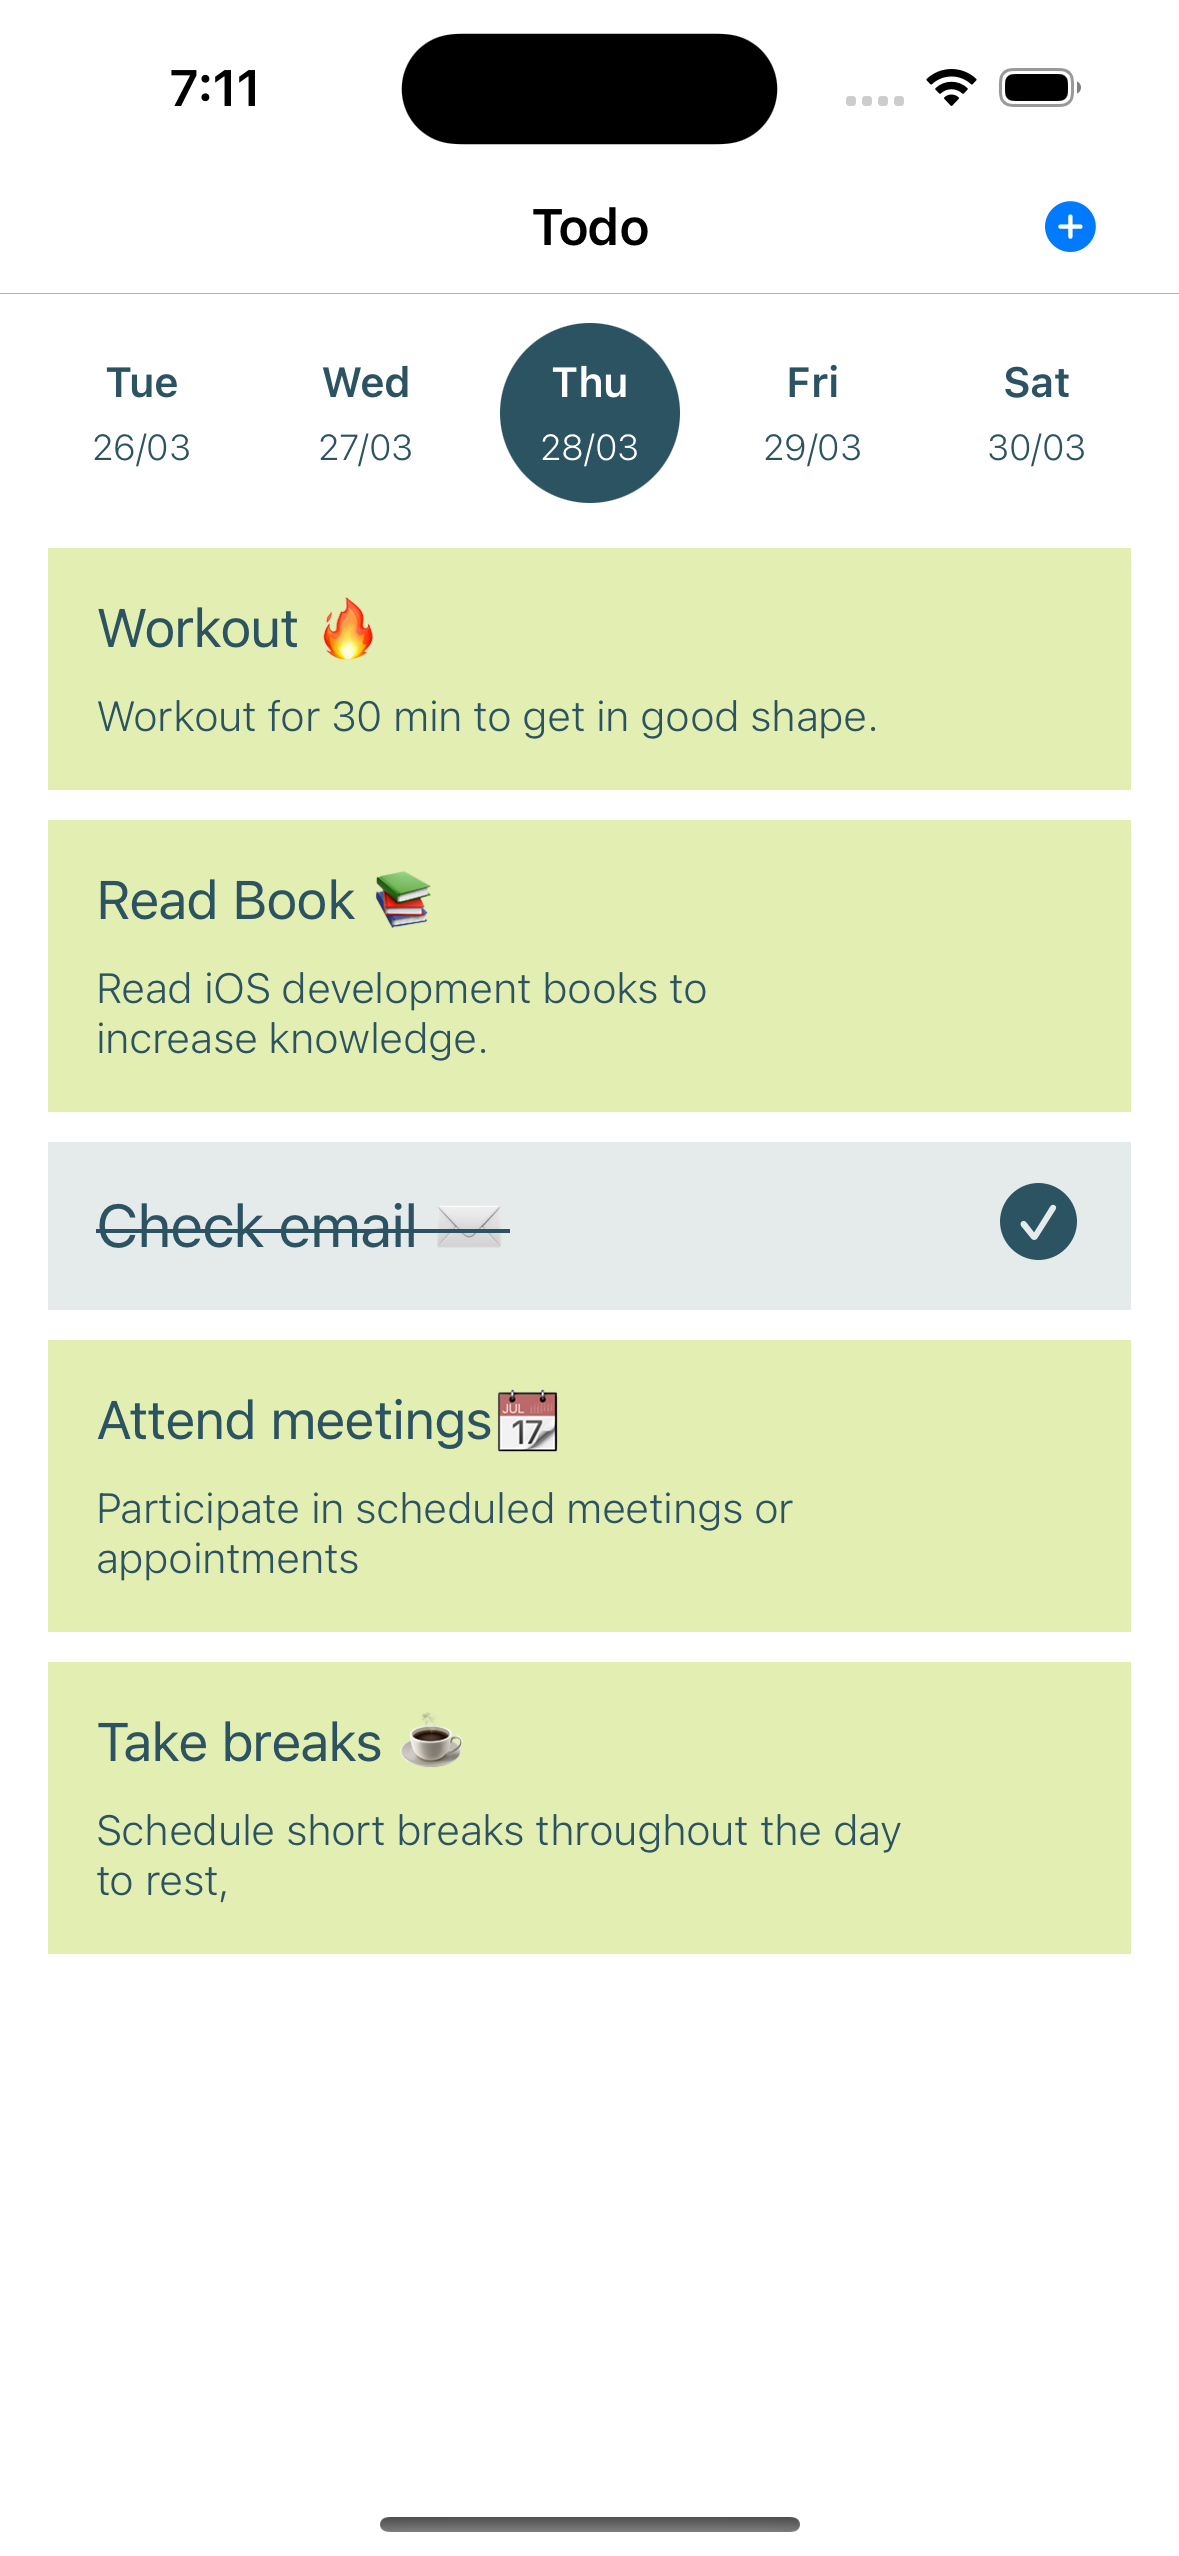 7:11
Todo
Tue Wed Thu Fri Sat
26/03 27/03 28/03 29/03 30/03
Workout 🔥
Workout for 30 min to get in good shape.
Read Book 📚
Read iOS development books to
increase knowledge.
Check email ✉️
Attend meetings📆
Participate in scheduled meetings or
appointments
Take breaks ☕
Schedule short breaks throughout the day
to rest,